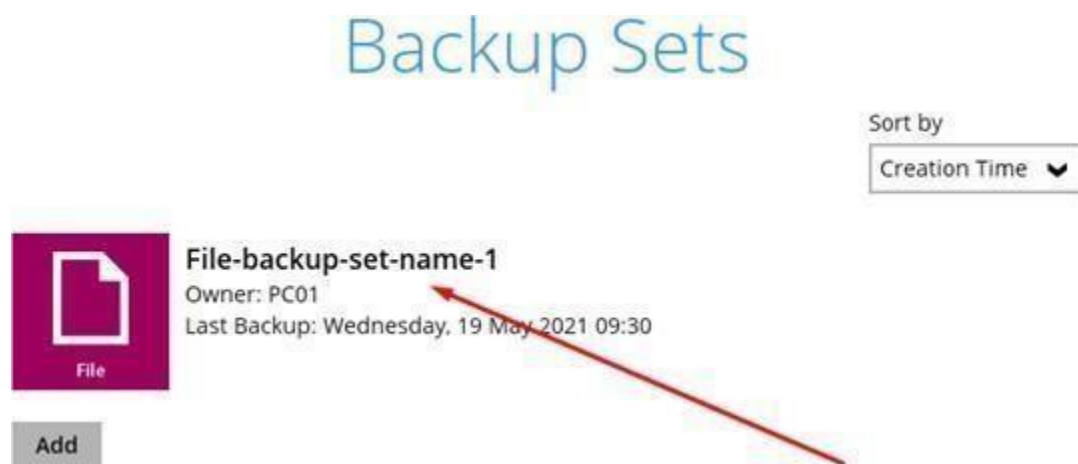 Backup Sets
Sort by
Creation Time
File-backup-set-name-1
Owner: PC01
Last Backup: Wednesday, 19 May 2021 09:30
File
Add